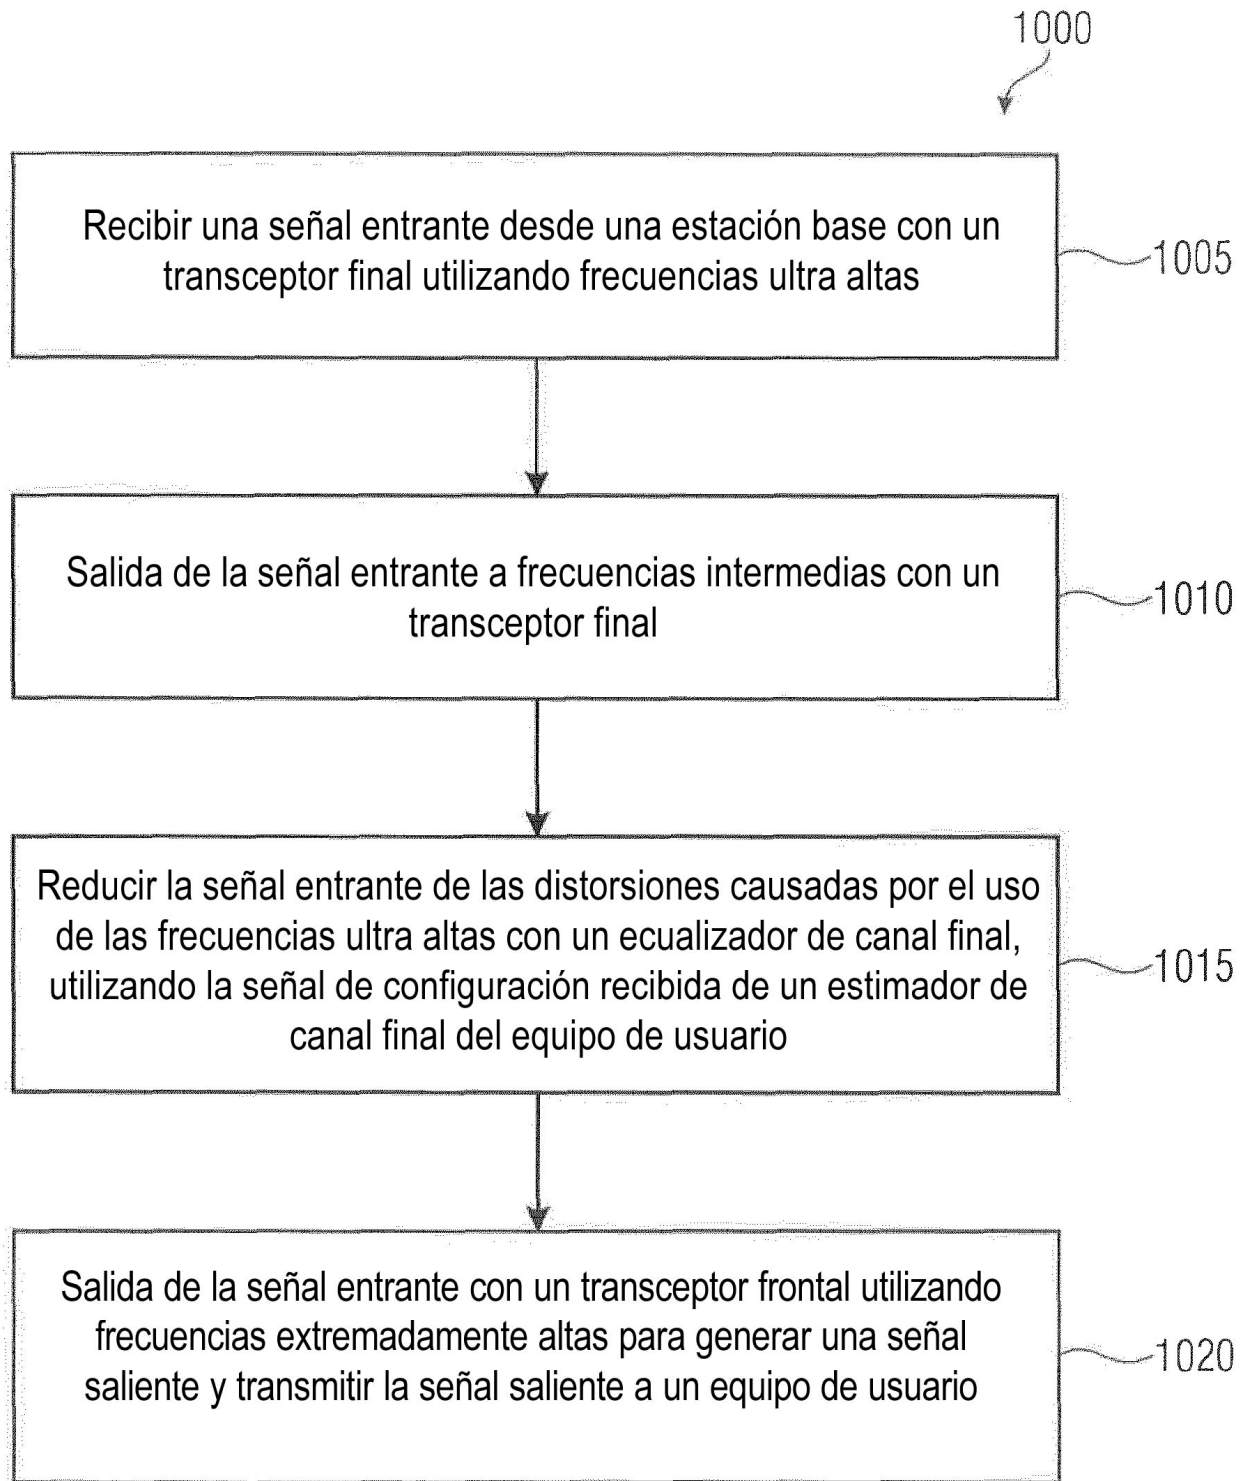 1000
Recibir una señal entrante desde una estación base con un
transceptor final utilizando frecuencias ultra altas
1005
Salida de la señal entrante a frecuencias intermedias con un
transceptor final
1010
Reducir la señal entrante de las distorsiones causadas por el uso
de las frecuencias ultra altas con un ecualizador de canal final,
utilizando la señal de configuración recibida de un estimador de
canal final del equipo de usuario
1015
Salida de la señal entrante con un transceptor frontal utilizando
frecuencias extremadamente altas para generar una señal
saliente y transmitir la señal saliente a un equipo de usuario
1020